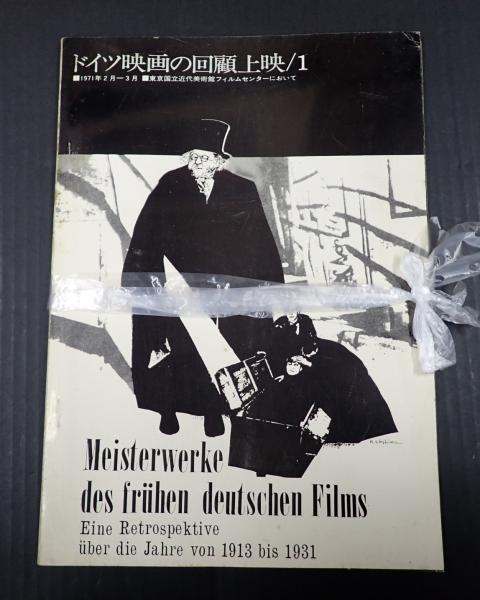 ドイツ映画の回顧上映/1
■1971年2月—3月 ■東京国立近代美術館フィルムセンターにおいて
Meisterwerke
des frühen deutschen Films
Eine Retrospektive
über die Jahre von 1913 bis 1931